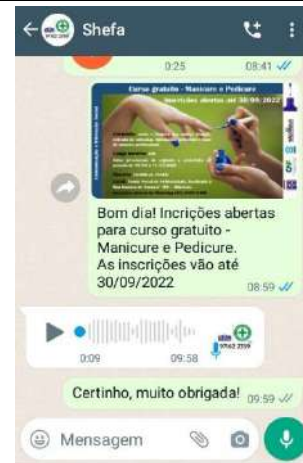 Shefa
0:25 08:41
Curso gratuito - Manicure e Pedicure
Inscrições abertas até 30/09/2022
Bom dia! Incrições abertas
para curso gratuito -
Manicure e Pedicure.
As inscrições vão até
30/09/2022
08:59
0:09 09:58
Certinho, muito obrigada! 09:59
Mensagem